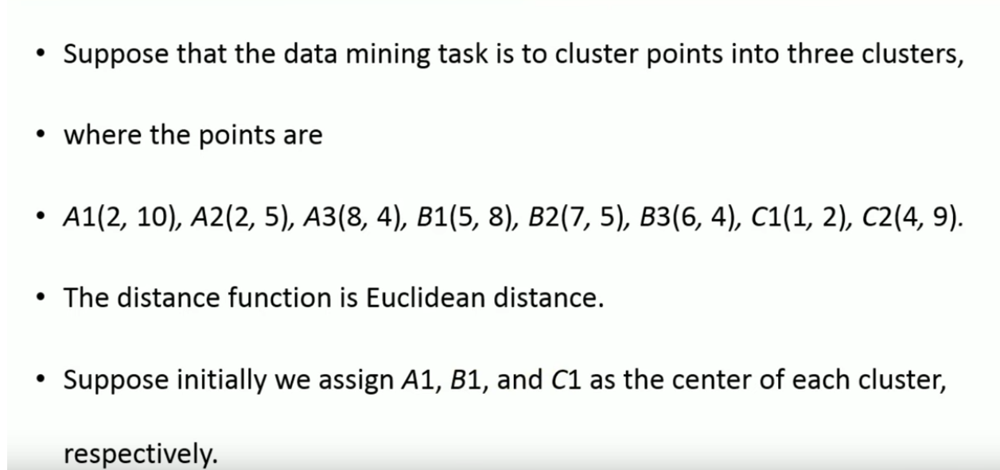 • Suppose that the data mining task is to cluster points into three clusters,
• where the points are
• A1(2, 10), A2(2, 5), A3(8, 4), B1(5, 8), B2(7, 5), B3(6, 4), C1(1, 2), C2(4, 9).
• The distance function is Euclidean distance.
• Suppose initially we assign A1, B1, and C1 as the center of each cluster,
respectively.